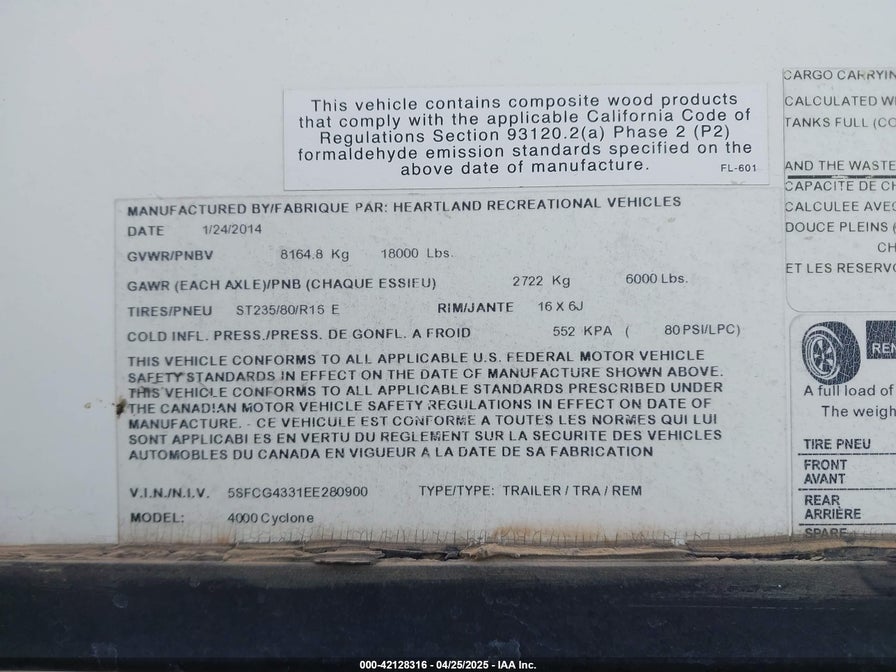 This vehicle contains composite wood products
that comply with the applicable California Code of
Regulations Section 93120.2(a) Phase 2 (P2)
formaldehyde emission standards specified on the
above date of manufacture.
FL-601
MANUFACTURED BY/FABRIQUE PAR: HEARTLAND RECREATIONAL VEHICLES
DATE 1/24/2014
GVWR/PNBV 8164.8 Kg 18000 Lbs.
GAWR (EACH AXLE)/PNB (CHAQUE ESSIEU) 2722 Kg 6000 Lbs.
TIRES/PNEU ST235/80/R15 E RIM/JANTE 16 X 6J
COLD INFL. PRESS./PRESS. DE GONFL. A FROID 552 KPA ( 80 PSI/LPC)
THIS VEHICLE CONFORMS TO ALL APPLICABLE U.S. FEDERAL MOTOR VEHICLE
SAFETY STANDARDS IN EFFECT ON THE DATE OF MANUFACTURE SHOWN ABOVE.
THIS VEHICLE CONFORMS TO ALL APPLICABLE STANDARDS PRESCRIBED UNDER
THE CANADIAN MOTOR VEHICLE SAFETY REGULATIONS IN EFFECT ON DATE OF
MANUFACTURE. - CE VEHICULE EST CONFORME A TOUTES LES NORMES QUI LUI
SONT APPLICABLES EN VERTU DU REGLEMENT SUR LA SECURITE DES VEHICLES
AUTOMOBLES DU CANADA EN VIGUEUR A LA DATE DE SA FABRICATION
V.I.N./N.I.V. 5SFCG4331EE280900 TYPE/TYPE: TRAILER / TRA / REM
MODEL: 4000 Cyclone
CARGO CARRYIN
CALCULATED W
TANKS FULL (CO
AND THE WASTE
CAPACITE DE CH
CALCULEE AVEC
DOUCE PLEINS (
CH
ET LES RESERVO
REN
A full load of
The weigh
TIRE PNEU
FRONT
AVANT
REAR
ARRIÈRE
SPARE
000-42128316 - 04/25/2025 - IAA Inc.